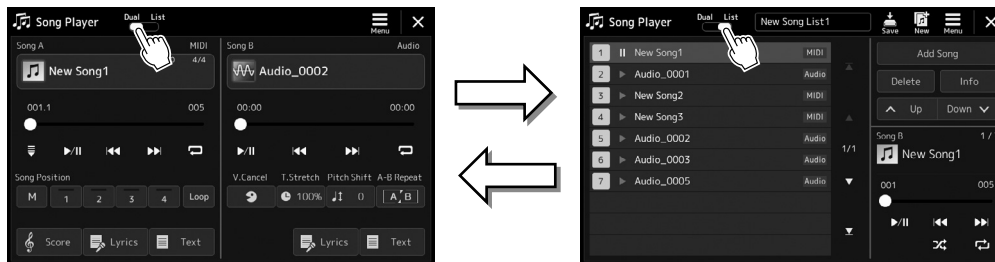 Song Player
Dual List
Menu
Song A MIDI
4/4
New Song1
001.1 005
Song Position
M 1 2 3 4 Loop
Score Lyrics Text
Song B Audio
Audio_0002
00:00 00:00
V.Cancel T.Stretch Pitch Shift A-B Repeat
100% 0 A B
Lyrics Text
Song Player
Dual List
New Song List1
Save New Menu
1 New Song1 MIDI
2 Audio_0001 Audio
3 New Song2 MIDI
4 New Song3 MIDI
5 Audio_0002 Audio
6 Audio_0003 Audio
7 Audio_0005 Audio
1/1
Add Song
Delete Info
Up Down
Song B 1 /
New Song1
001 005